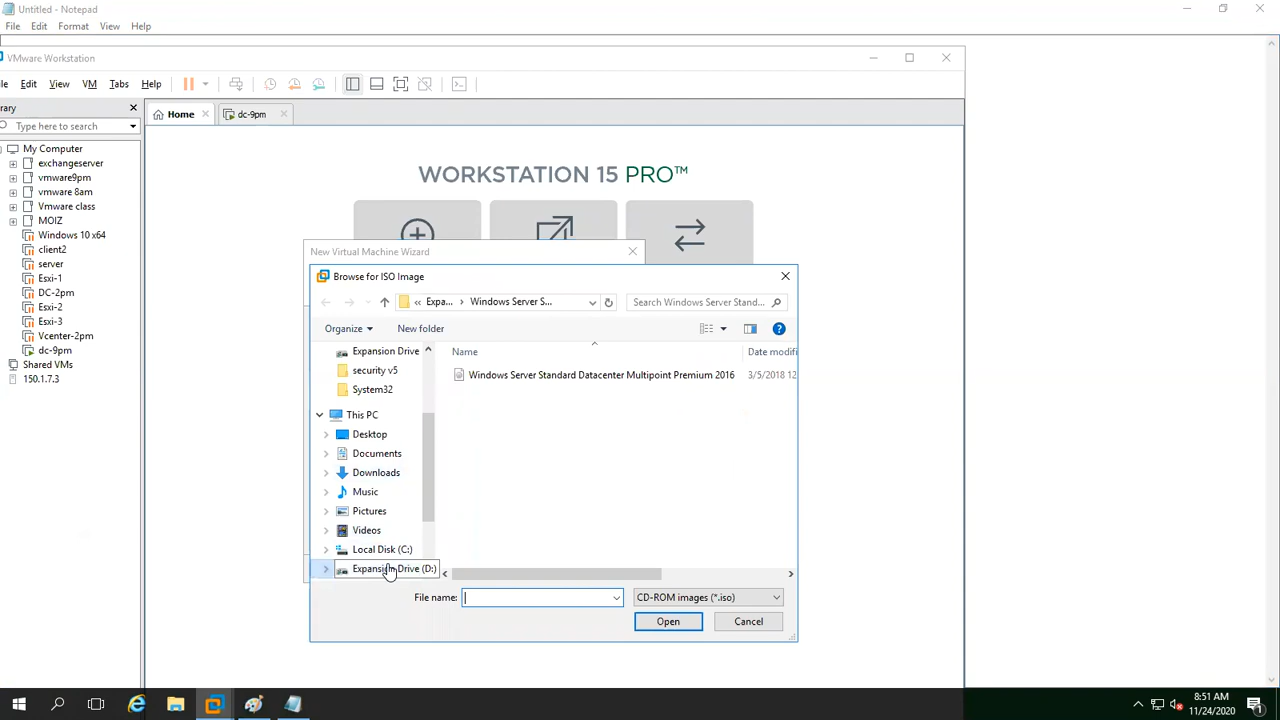 Untitled - Notepad
File Edit Format View Help
VMware Workstation
le Edit View VM Tabs Help
rary
Type here to search
Home
dc-9pm
My Computer
exchangeserver
vmware9pm
vmware 8am
Vmware class
MOIZ
Windows 10 x64
client2
server
Esxi-1
DC-2pm
Esxi-2
Esxi-3
Vcenter-2pm
dc-9pm
Shared VMs
150.1.7.3
WORKSTATION 15 PRO™
New Virtual Machine Wizard
Browse for ISO Image
« Expa... › Windows Server S...
Search Windows Server Stand...
Organize
New folder
Expansion Drive
security v5
System32
This PC
Desktop
Documents
Downloads
Music
Pictures
Videos
Local Disk (C:)
Expansion Drive (D:)
Name
Date modifi
Windows Server Standard Datacenter Multipoint Premium 2016
3/5/2018 12
File name:
CD-ROM images (*.iso)
Open
Cancel
8:51 AM
11/24/2020
1